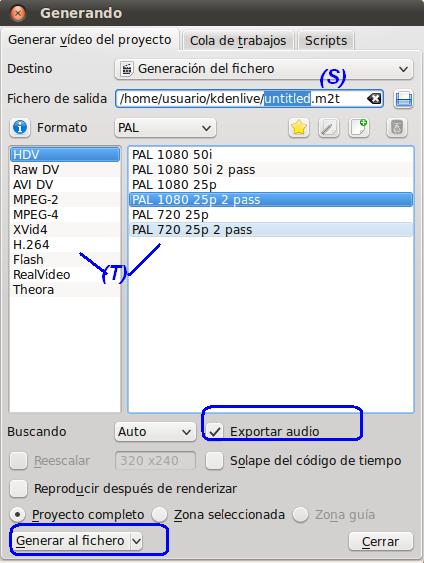 Generando
Generar vídeo del proyecto Cola de trabajos Scripts
Destino Generación del fichero
(S)
Fichero de salida /home/usuario/kdenlive/untitled.m2t
Formato PAL
HDV
Raw DV
AVI DV
MPEG-2
MPEG-4
XVid4
H.264
Flash
RealVideo
Theora
PAL 1080 50i
PAL 1080 50i 2 pass
PAL 1080 25p
PAL 1080 25p 2 pass
PAL 720 25p
PAL 720 25p 2 pass
(T)
Buscando Auto Exportar audio
Reescalar 320 x240 Solape del código de tiempo
Reproducir después de renderizar
Proyecto completo Zona seleccionada Zona guía
Generar al fichero Cerrar